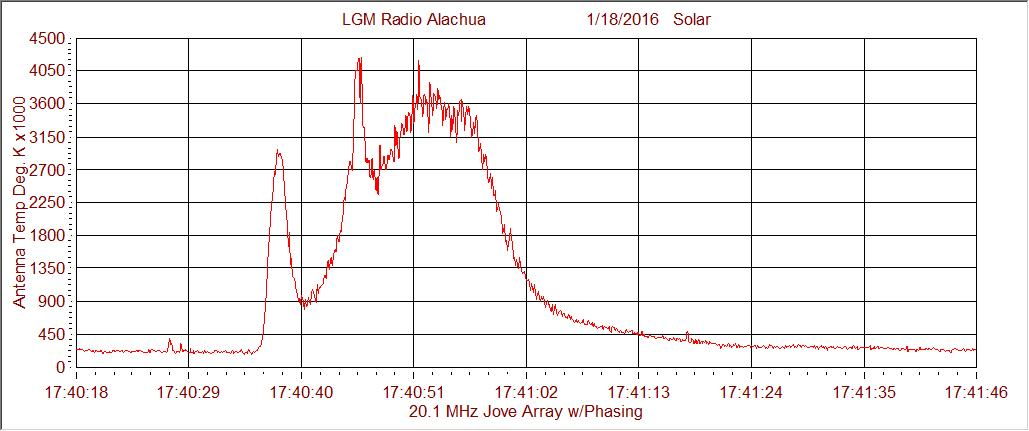 LGM Radio Alachua 1/18/2016 Solar
Antenna Temp Deg. K x1000
4500
4050
3600
3150
2700
2250
1800
1350
900
450
0
17:40:18 17:40:29 17:40:40 17:40:51 17:41:02 17:41:13 17:41:24 17:41:35 17:41:46
20.1 MHz Jove Array w/Phasing